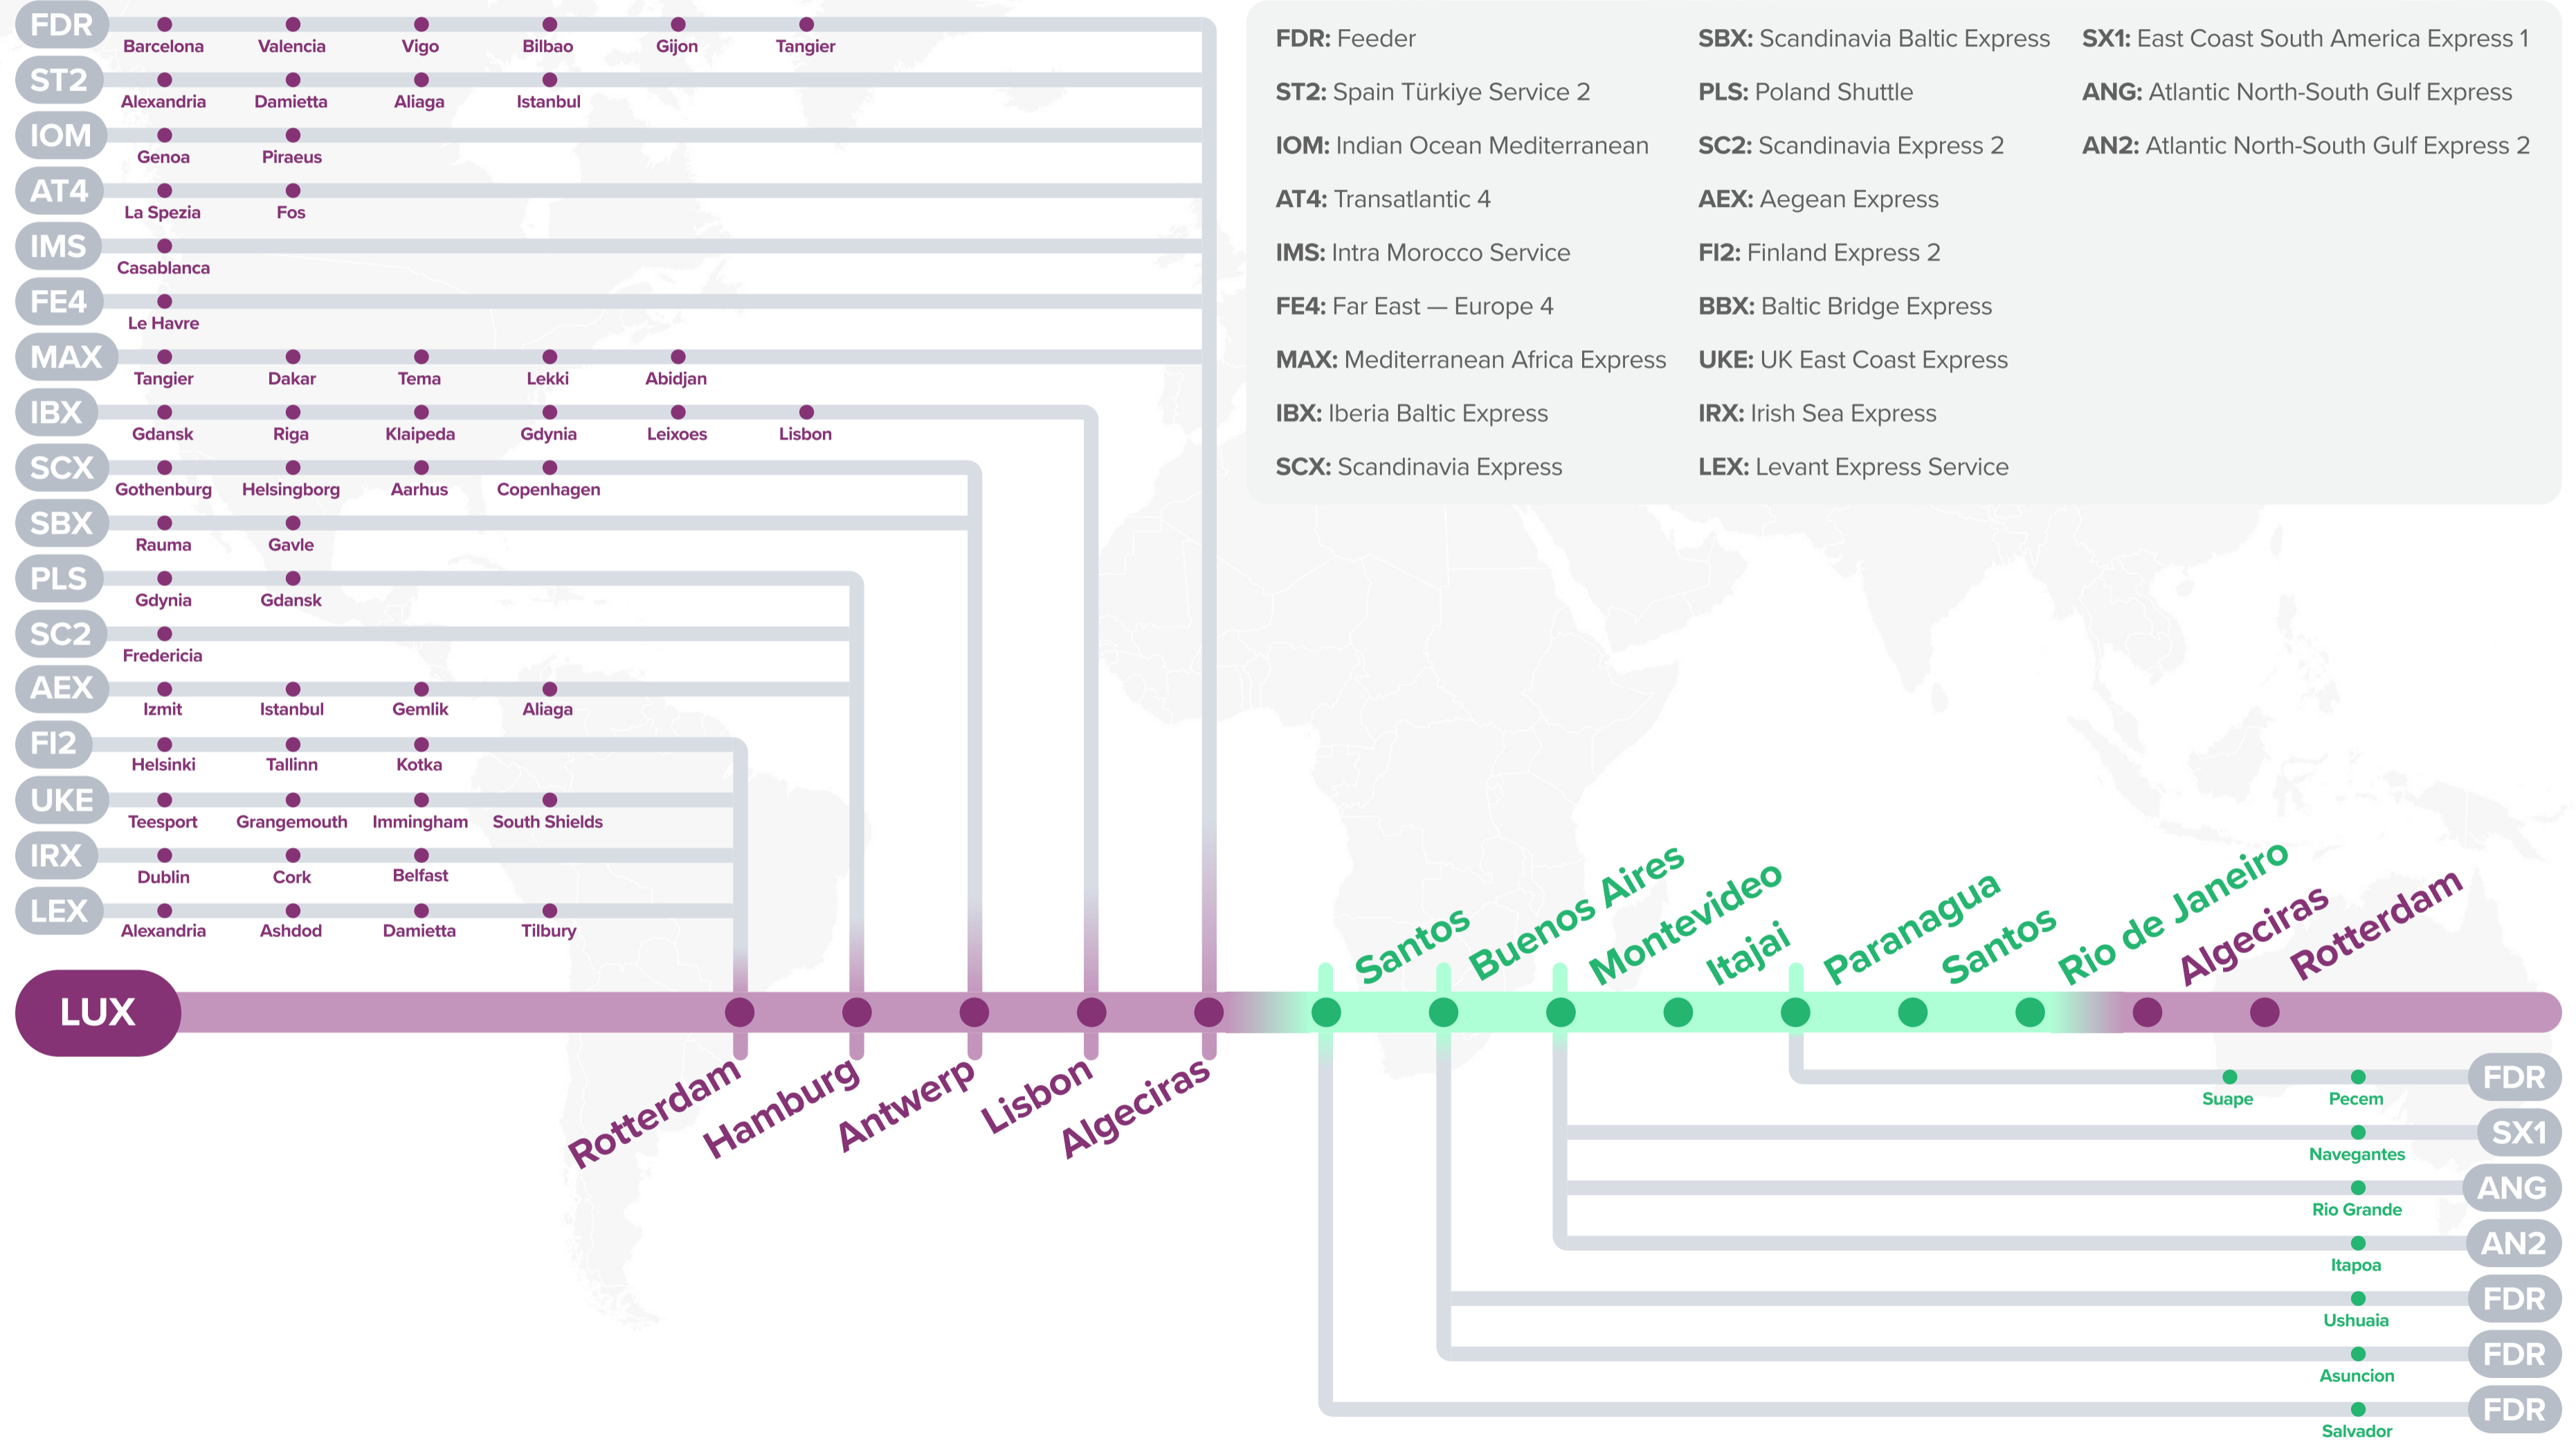 FDR
Barcelona Valencia Vigo Bilbao Gijon Tangier
ST2
Alexandria Damietta Aliaga Istanbul
IOM
Genoa Piraeus
AT4
La Spezia Fos
IMS
Casablanca
FE4
Le Havre
MAX
Tangier Dakar Tema Lekki Abidjan
IBX
Gdansk Riga Klaipeda Gdynia Leixoes Lisbon
SCX
Gothenburg Helsingborg Aarhus Copenhagen
SBX
Rauma Gavle
PLS
Gdynia Gdansk
SC2
Fredericia
AEX
Izmit Istanbul Gemlik Aliaga
FI2
Helsinki Tallinn Kotka
UKE
Teesport Grangemouth Immingham South Shields
IRX
Dublin Cork Belfast
LEX
Alexandria Ashdod Damietta Tilbury
FDR: Feeder
ST2: Spain Türkiye Service 2
IOM: Indian Ocean Mediterranean
AT4: Transatlantic 4
IMS: Intra Morocco Service
FE4: Far East — Europe 4
MAX: Mediterranean Africa Express
IBX: Iberia Baltic Express
SCX: Scandinavia Express
SBX: Scandinavia Baltic Express
PLS: Poland Shuttle
SC2: Scandinavia Express 2
AEX: Aegean Express
FI2: Finland Express 2
BBX: Baltic Bridge Express
UKE: UK East Coast Express
IRX: Irish Sea Express
LEX: Levant Express Service
SX1: East Coast South America Express 1
ANG: Atlantic North-South Gulf Express
AN2: Atlantic North-South Gulf Express 2
LUX
Rotterdam
Hamburg
Antwerp
Lisbon
Algeciras
Santos
Buenos Aires
Montevideo
Itajai
Paranagua
Santos
Rio de Janeiro
Algeciras
Rotterdam
FDR
Suape Pecem
SX1
Navegantes
ANG
Rio Grande
AN2
Itapoa
FDR
Ushuaia
FDR
Asuncion
FDR
Salvador